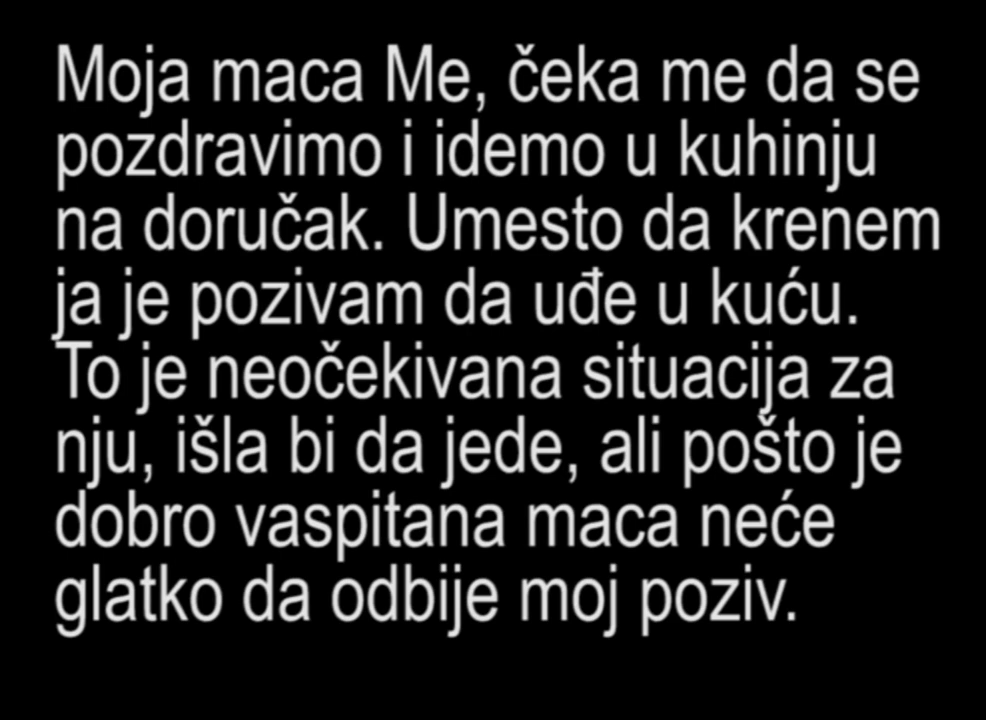 Moja maca Me, čeka me da se
pozdravimo i idemo u kuhinju
na doručak. Umesto da krenem
ja je pozivam da uđe u kuću.
To je neočekivana situacija za
nju, išla bi da jede, ali pošto je
dobro vaspitana maca neće
glatko da odbije moj poziv.